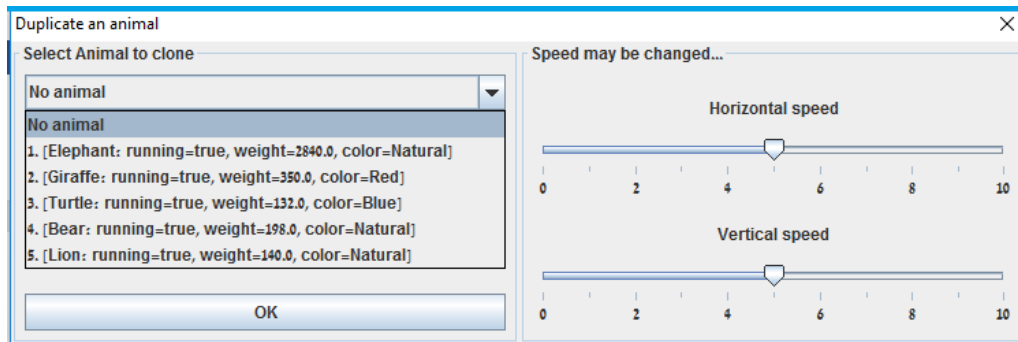 Duplicate an animal
Select Animal to clone
No animal
No animal
1. [Elephant: running=true, weight=2840.0, color=Natural]
2. [Giraffe: running=true, weight=350.0, color=Red]
3. [Turtle: running=true, weight=132.0, color=Blue]
4. [Bear: running=true, weight=198.0, color=Natural]
5. [Lion: running=true, weight=140.0, color=Natural]
OK
Speed may be changed...
Horizontal speed
0 2 4 6 8 10
Vertical speed
0 2 4 6 8 10